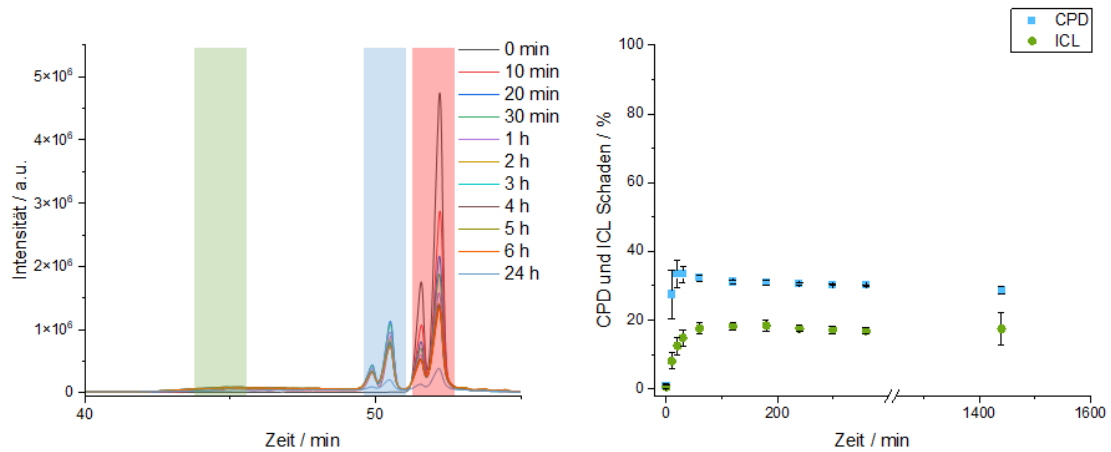 5×10⁶
4×10⁶
3×10⁶
2×10⁶
1×10⁶
0
Intensität / a.u.
40
50
Zeit / min
0 min
10 min
20 min
30 min
1 h
2 h
3 h
4 h
5 h
6 h
24 h
CPD
ICL
100
80
60
40
20
0
CPD und ICL Schaden / %
0
200
1400
1600
Zeit / min